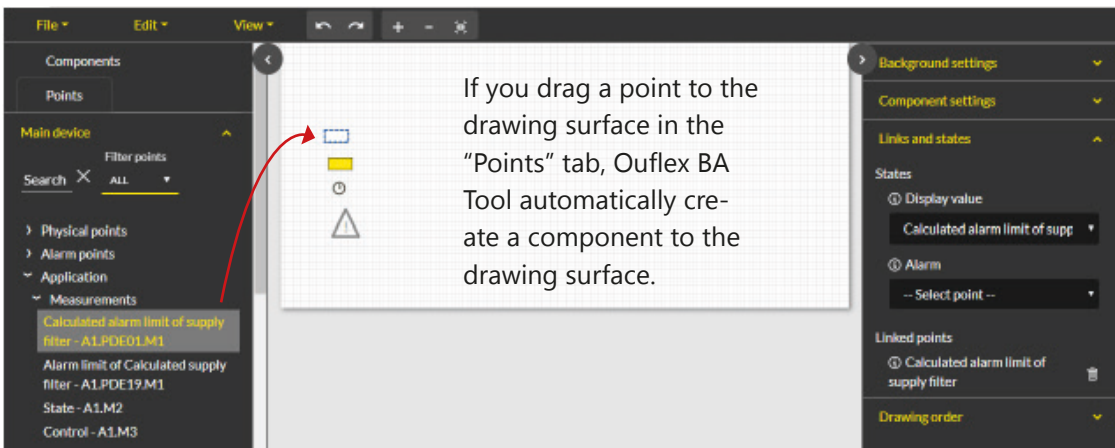 File Edit View + -
Components
Points
Main device
Filter points
Search ALL
Physical points
Alarm points
Application
Measurements
Calculated alarm limit of supply
filter - A1.PDE01.M1
Alarm limit of Calculated supply
filter - A1.PDE19.M1
State - A1.M2
Control - A1.M3
If you drag a point to the
drawing surface in the
“Points” tab, Ouflex BA
Tool automatically cre-
ate a component to the
drawing surface.
Background settings
Component settings
Links and states
States
Display value
Calculated alarm limit of supp
Alarm
-- Select point --
Linked points
Calculated alarm limit of
supply filter
Drawing order